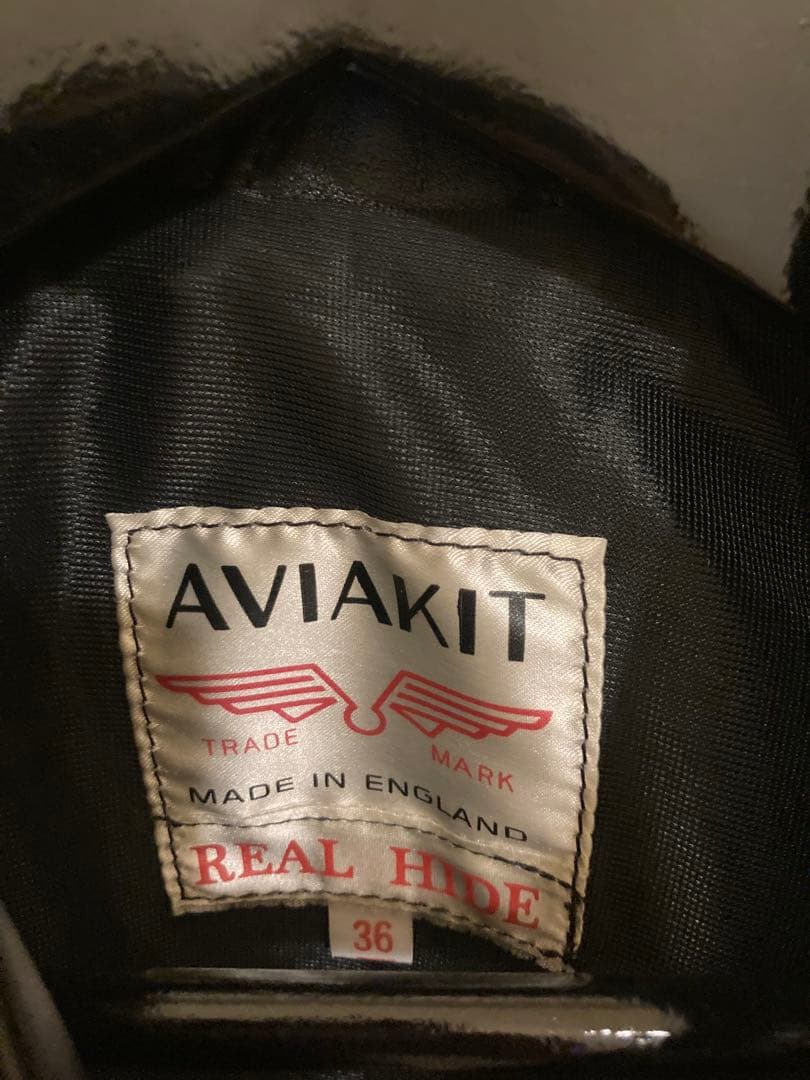 AVIAKIT
TRADE MARK
MADE IN ENGLAND
REAL HIDE
36